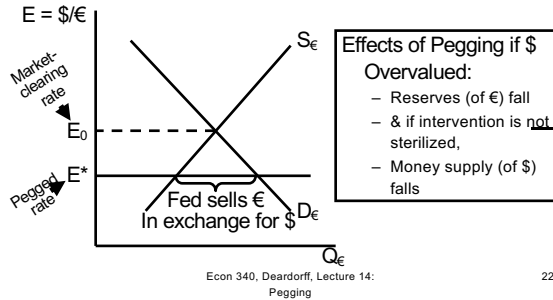 E = $/€
S€
Market-
clearing
rate
E₀
Pegged
rate
E*
Fed sells €
In exchange for $
D€
Q€
Effects of Pegging if $
Overvalued:
– Reserves (of €) fall
– & if intervention is not
sterilized,
– Money supply (of $)
falls
Econ 340, Deardorff, Lecture 14:
Pegging
22